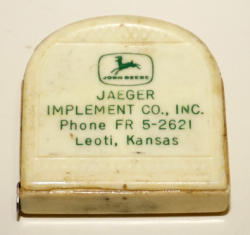 JOHN DEERE
JAEGER
IMPLEMENT CO., INC.
Phone FR 5-2621
Leoti, Kansas